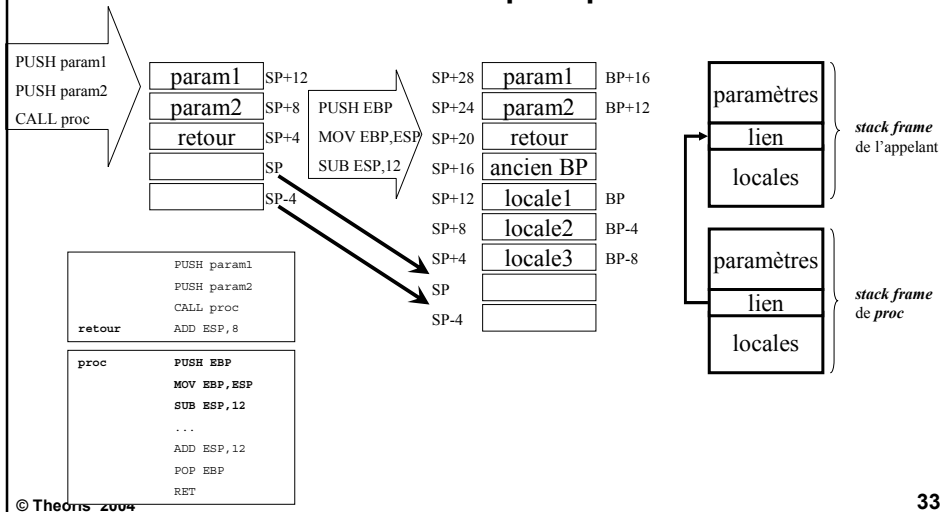 PUSH param1
PUSH param2
CALL proc
param1 SP+12
param2 SP+8
retour SP+4
SP
SP-4
PUSH EBP
MOV EBP,ESP
SUB ESP,12
SP+28 param1 BP+16
SP+24 param2 BP+12
SP+20 retour
SP+16 ancien BP
SP+12 locale1 BP
SP+8 locale2 BP-4
SP+4 locale3 BP-8
SP
SP-4
paramètres
lien
locales
stack frame
de l'appelant
paramètres
lien
locales
stack frame
de proc
PUSH param1
PUSH param2
CALL proc
retour ADD ESP,8
proc PUSH EBP
MOV EBP,ESP
SUB ESP,12
...
ADD ESP,12
POP EBP
RET
© Theoris 2004
33